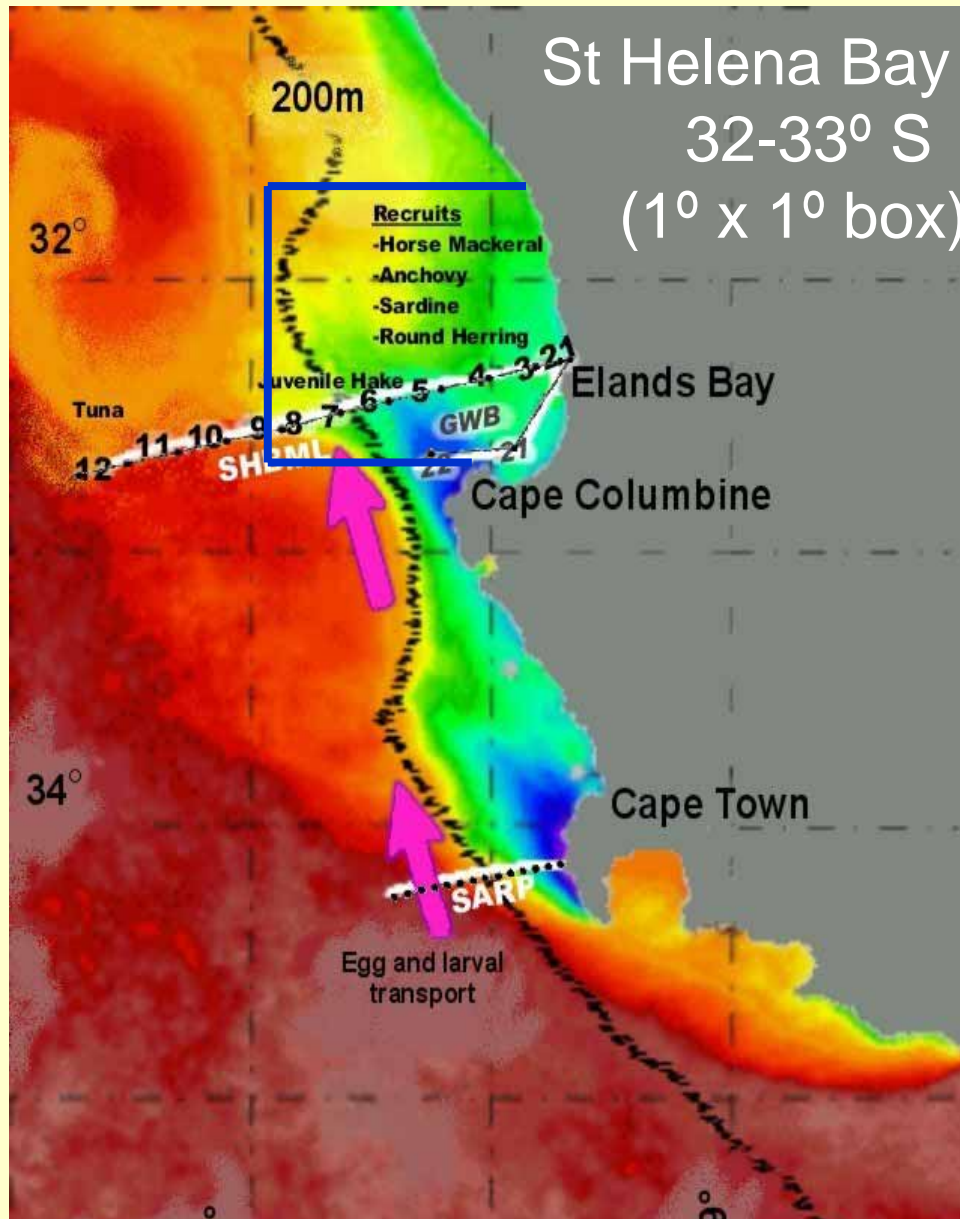 St Helena Bay
32-33º S
(1º x 1º box)
200m
32°
Recruits
-Horse Mackeral
-Anchovy
-Sardine
-Round Herring
Juvenile Hake
Tuna
12 11 10 9 8 7 6 5 4 3 2 1
Elands Bay
GWB
SHBML
22 21
Cape Columbine
34°
Cape Town
SARP
Egg and larval
transport